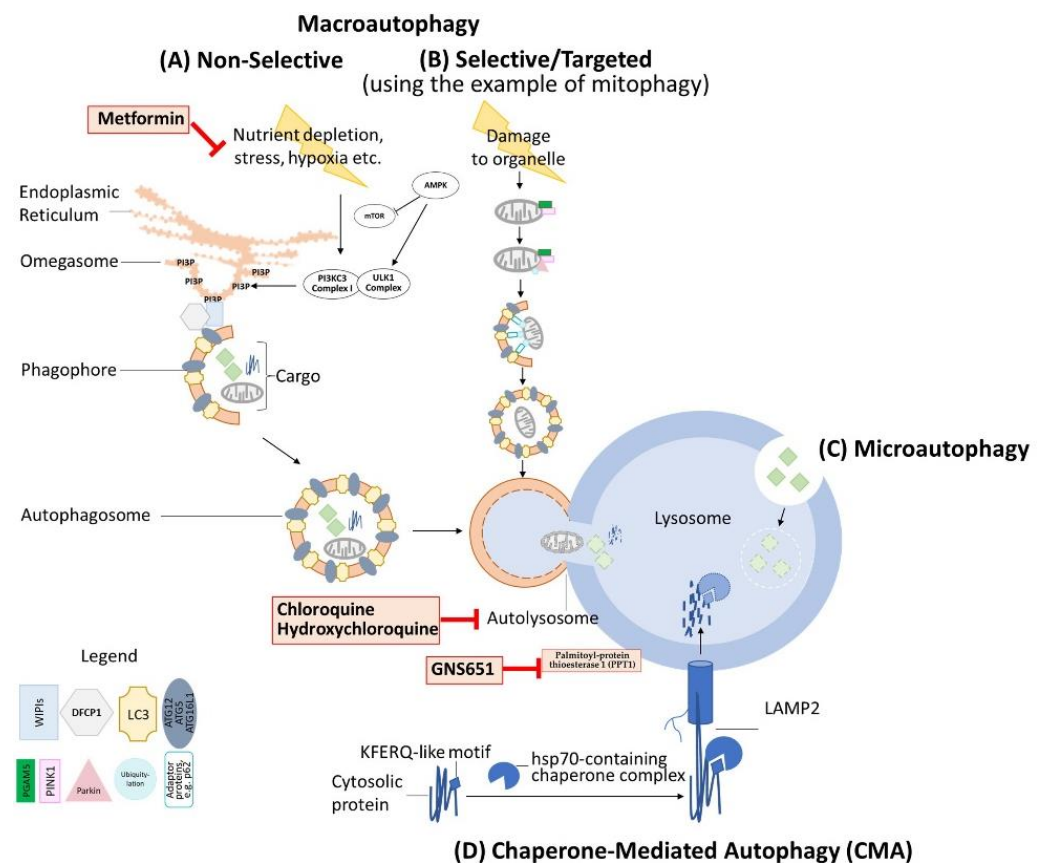 Macroautophagy
(A) Non-Selective
(B) Selective/Targeted
(using the example of mitophagy)
Metformin
Nutrient depletion,
stress, hypoxia etc.
Damage
to organelle
AMPK
mTOR
Endoplasmic
Reticulum
Omegasome
PI3P
PI3P
PI3P
PI3P
PI3P
PI3KC3
Complex I
ULK1
Complex
Phagophore
Cargo
(C) Microautophagy
Autophagosome
Lysosome
Chloroquine
Hydroxychloroquine
Autolysosome
GNS651
Palmitoyl-protein
thioesterase 1 (PPT1)
Legend
WIPIs
DFCP1
LC3
ATG12
ATG5
ATG16L1
PGAM5
PINK1
Parkin
Ubiquity-
lation
Adaptor
proteins,
e.g. p62
LAMP2
KFERQ-like motif
Cytosolic
protein
hsp70-containing
chaperone complex
(D) Chaperone-Mediated Autophagy (CMA)